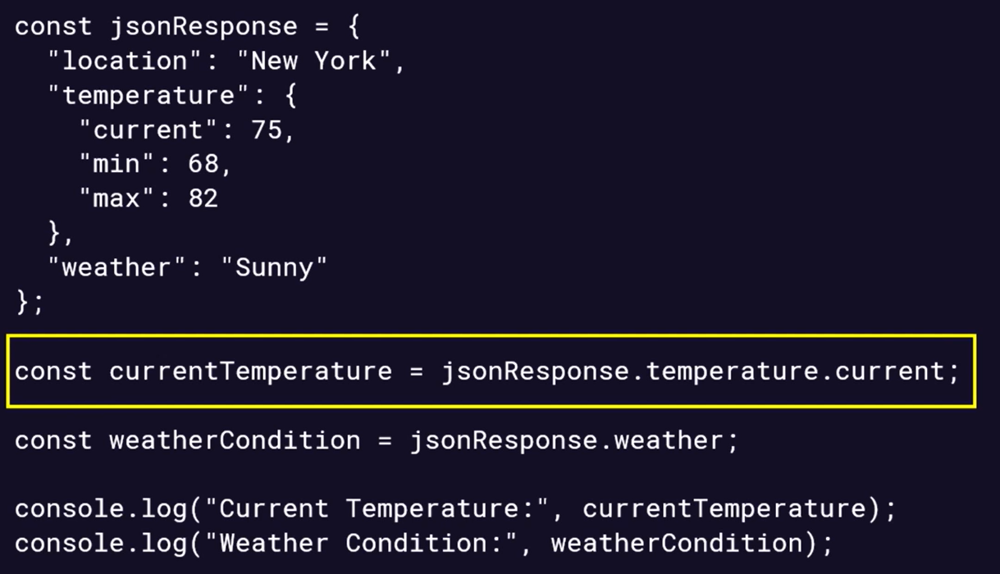 const jsonResponse = {
  "location": "New York",
  "temperature": {
    "current": 75,
    "min": 68,
    "max": 82
  },
  "weather": "Sunny"
};
const currentTemperature = jsonResponse.temperature.current;
const weatherCondition = jsonResponse.weather;
console.log("Current Temperature:", currentTemperature);
console.log("Weather Condition:", weatherCondition);